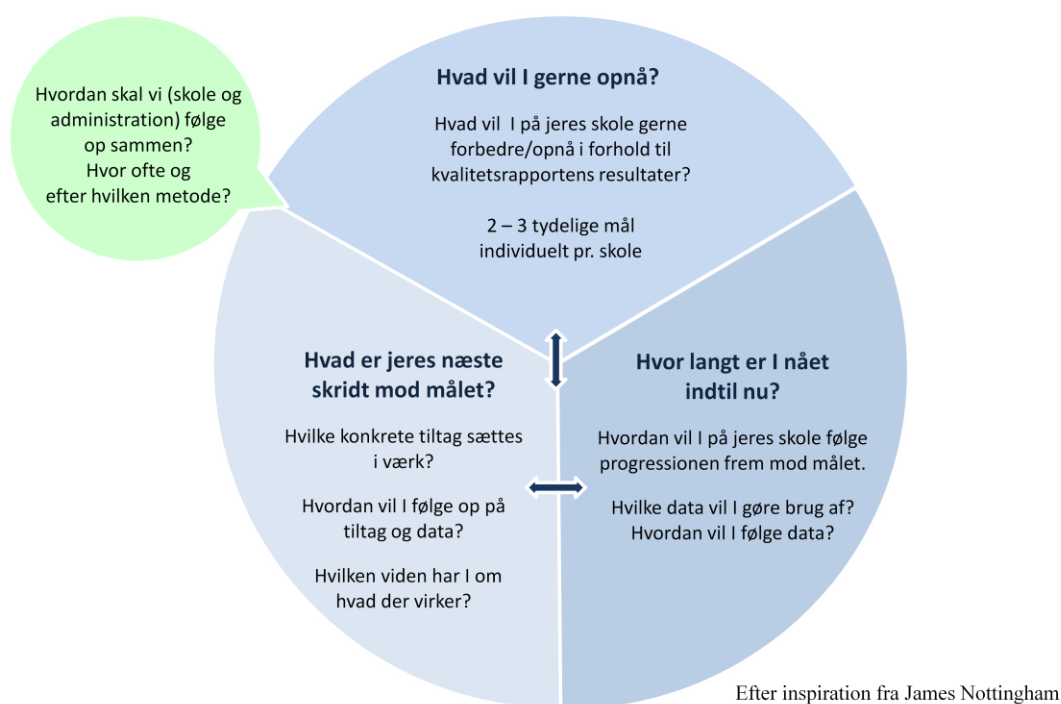 Hvordan skal vi (skole og
administration) følge
op sammen?
Hvor ofte og
efter hvilken metode?
Hvad vil I gerne opnå?
Hvad vil I på jeres skole gerne
forbedre/opnå i forhold til
kvalitetsrapportens resultater?
2 – 3 tydelige mål
individuelt pr. skole
Hvad er jeres næste
skridt mod målet?
Hvilke konkrete tiltag sættes
i værk?
Hvordan vil I følge op på
tiltag og data?
Hvilken viden har I om
hvad der virker?
Hvor langt er I nået
indtil nu?
Hvordan vil I på jeres skole følge
progressionen frem mod målet.
Hvilke data vil I gøre brug af?
Hvordan vil I følge data?
Efter inspiration fra James Nottingham